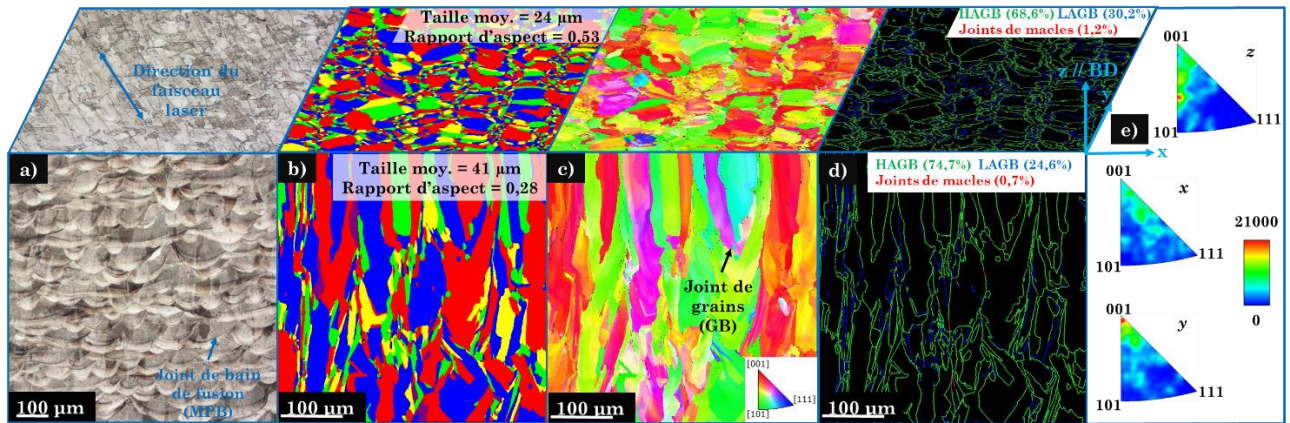 Taille moy. = 24 µm
Rapport d'aspect = 0,53
HAGB (68,6%) LAGB (30,2%)
Joints de macles (1,2%)
Direction du
faisceau
laser
z // BD
Y
x
e)
001
z
101
111
a)
b)
Taille moy. = 41 µm
Rapport d'aspect = 0,28
c)
d)
HAGB (74,7%) LAGB (24,6%)
Joints de macles (0,7%)
001
x
101
111
21000
0
001
y
101
111
Joint de
grains
(GB)
Joint de bain
de fusion
(MPB)
[001]
[101]
[111]
100 µm
100 µm
100 µm
100 µm